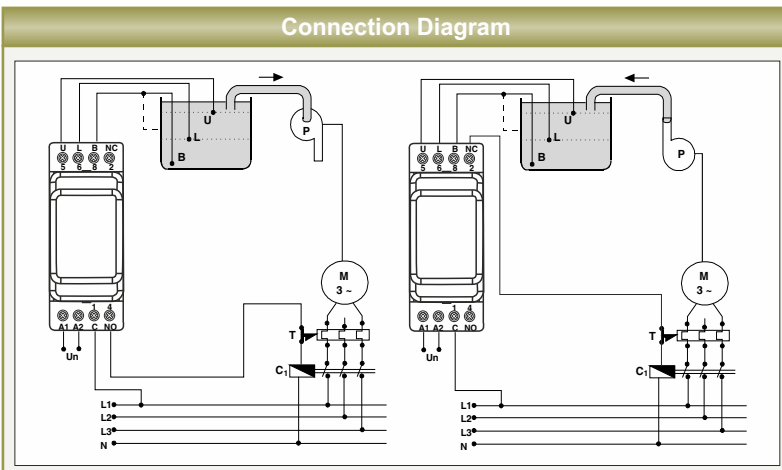 Connection Diagram
U
L
B
P
U L B NC
5 6 8 2
M
3 ~
1 4
A1 A2 C NO
Un
T
C1
L1
L2
L3
N
U
L
B
P
U L B NC
5 6 8 2
M
3 ~
1 4
A1 A2 C NO
Un
T
C1
L1
L2
L3
N